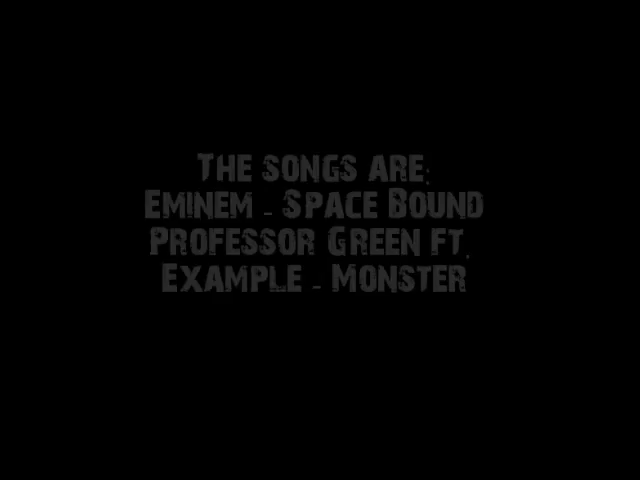 The songs are:
Eminem - Space Bound
Professor Green ft.
Example - Monster